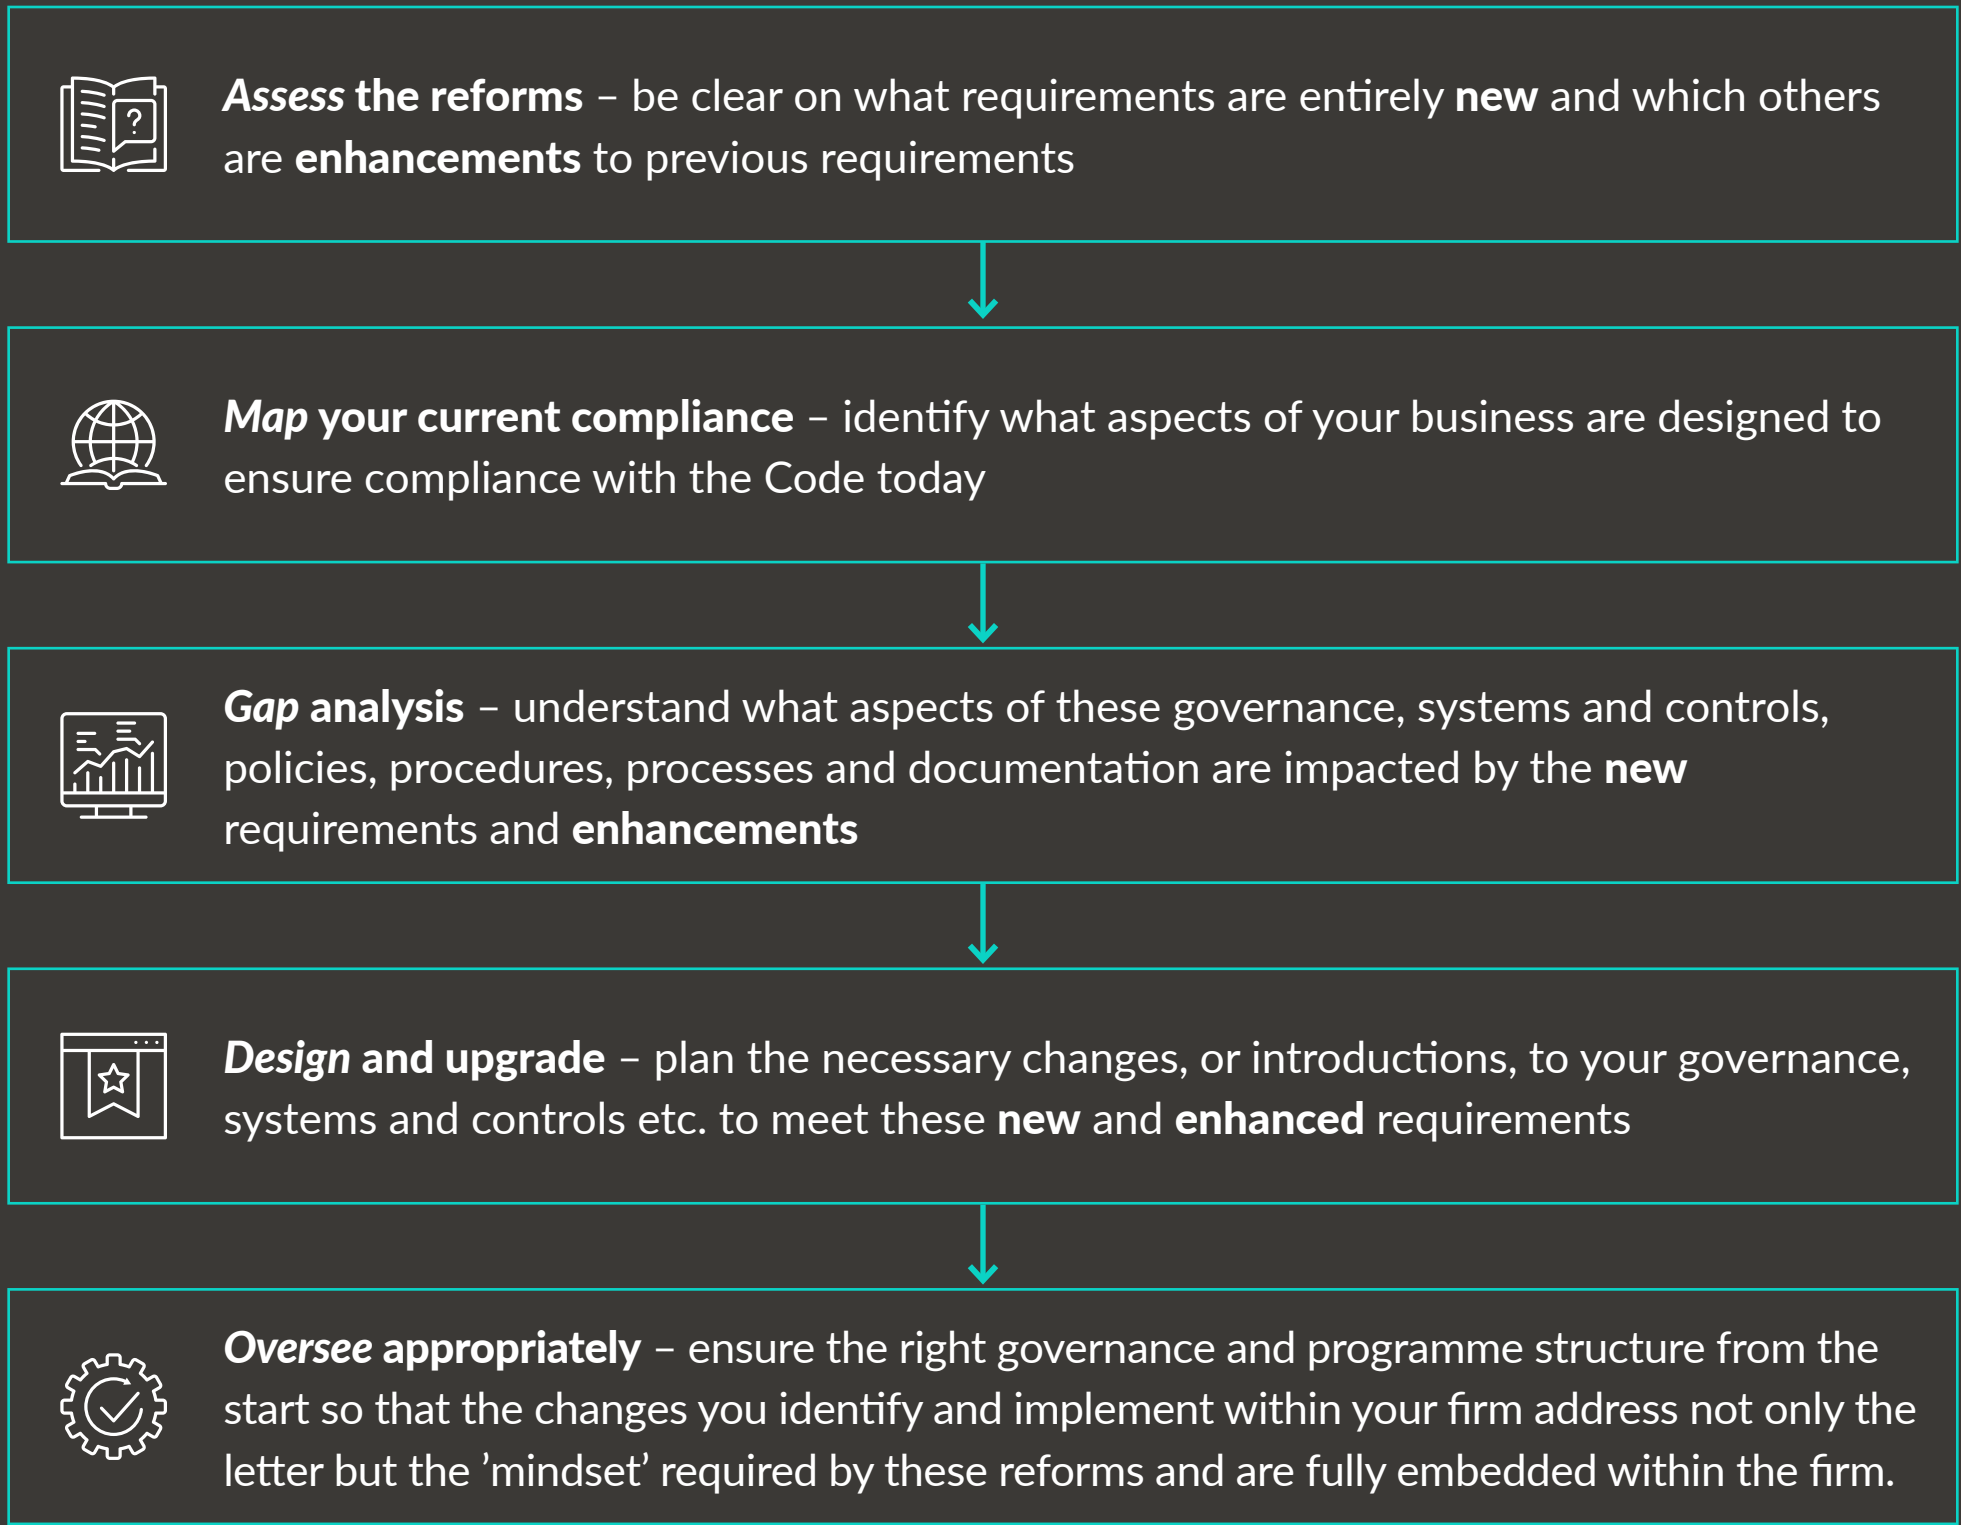 Assess the reforms – be clear on what requirements are entirely new and which others
are enhancements to previous requirements
Map your current compliance – identify what aspects of your business are designed to
ensure compliance with the Code today
Gap analysis – understand what aspects of these governance, systems and controls,
policies, procedures, processes and documentation are impacted by the new
requirements and enhancements
Design and upgrade – plan the necessary changes, or introductions, to your governance,
systems and controls etc. to meet these new and enhanced requirements
Oversee appropriately – ensure the right governance and programme structure from the
start so that the changes you identify and implement within your firm address not only the
letter but the ’mindset’ required by these reforms and are fully embedded within the firm.